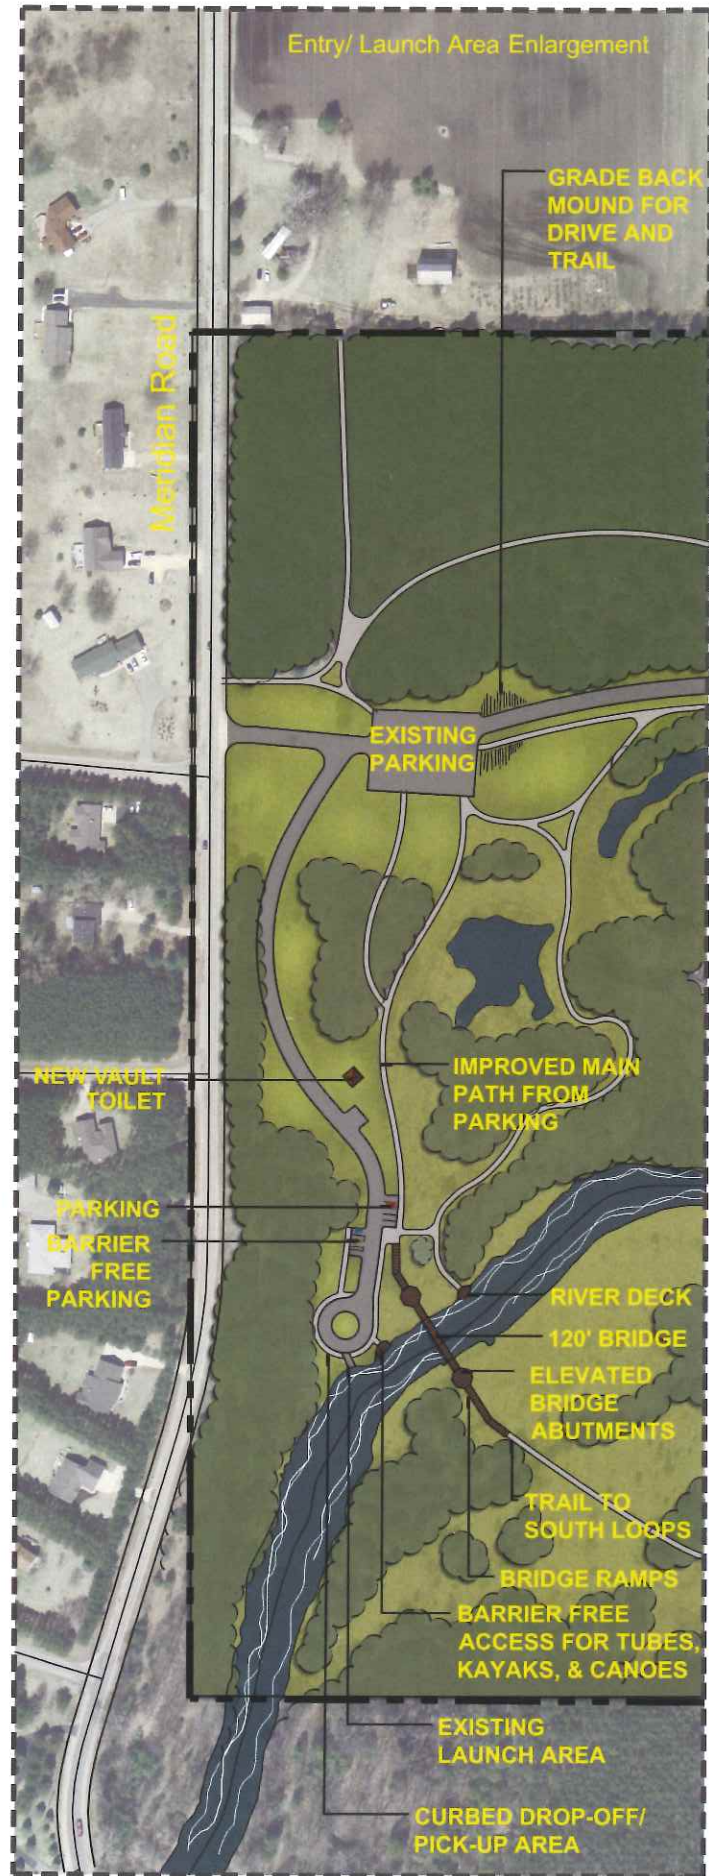 Entry/ Launch Area Enlargement
GRADE BACK
MOUND FOR
DRIVE AND
TRAIL
Meridian Road
EXISTING
PARKING
NEW VAULT
TOILET
IMPROVED MAIN
PATH FROM
PARKING
PARKING
BARRIER
FREE
PARKING
RIVER DECK
120' BRIDGE
ELEVATED
BRIDGE
ABUTMENTS
TRAIL TO
SOUTH LOOPS
BRIDGE RAMPS
BARRIER FREE
ACCESS FOR TUBES,
KAYAKS, & CANOES
EXISTING
LAUNCH AREA
CURBED DROP-OFF/
PICK-UP AREA